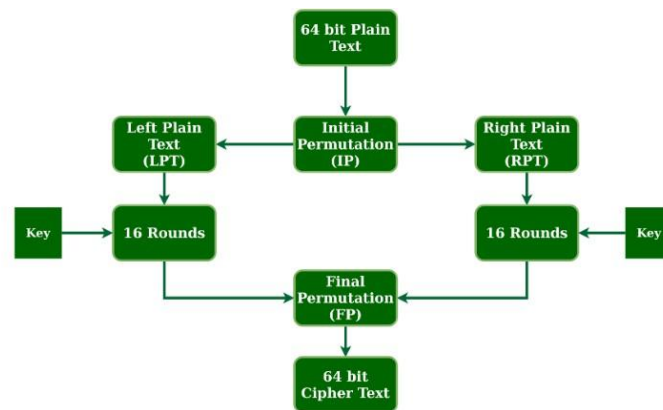 64 bit Plain
Text
Left Plain
Text
(LPT)
Initial
Permutation
(IP)
Right Plain
Text
(RPT)
Key
16 Rounds
16 Rounds
Key
Final
Permutation
(FP)
64 bit
Cipher Text